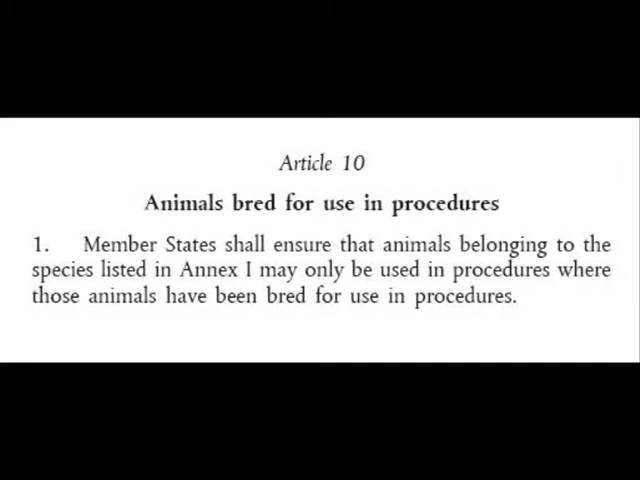 Article 10
Animals bred for use in procedures
1. Member States shall ensure that animals belonging to the
species listed in Annex I may only be used in procedures where
those animals have been bred for use in procedures.